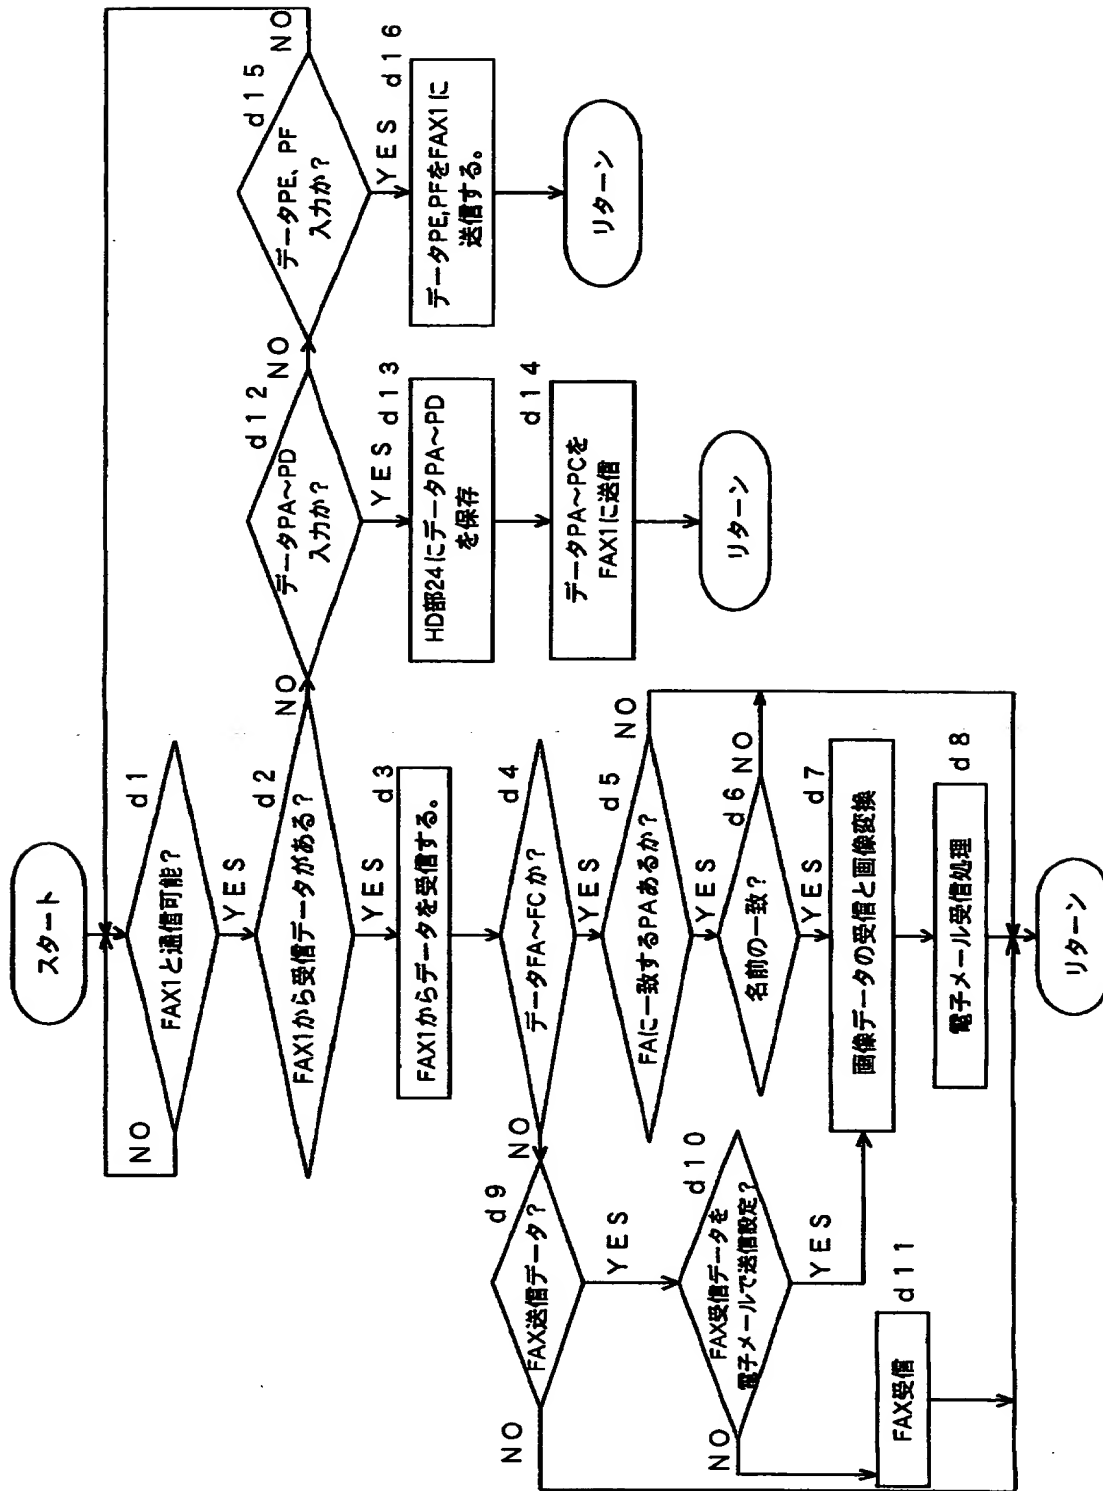 スタート
d1
FAX1と通信可能?
NO
YES
d2
FAX1から受信データがある?
NO
YES
d3
FAX1からデータを受信する。
d4
データFA～FCか?
NO
YES
d5
FAに一致するPAあるか?
NO
YES
d6
名前の一致?
NO
YES
d7
画像データの受信と画像変換
d8
電子メール受信処理
リターン
d9
FAX送信データ?
NO
YES
d10
FAX受信データを
電子メールで送信設定?
NO
YES
d11
FAX受信
d12
データPA～PD
入力か?
NO
YES
d13
HD部24にデータPA～PD
を保存
d14
データPA～PCを
FAX1に送信
リターン
d15
データPE、PF
入力か?
NO
YES
d16
データPE,PFをFAX1に
送信する。
リターン